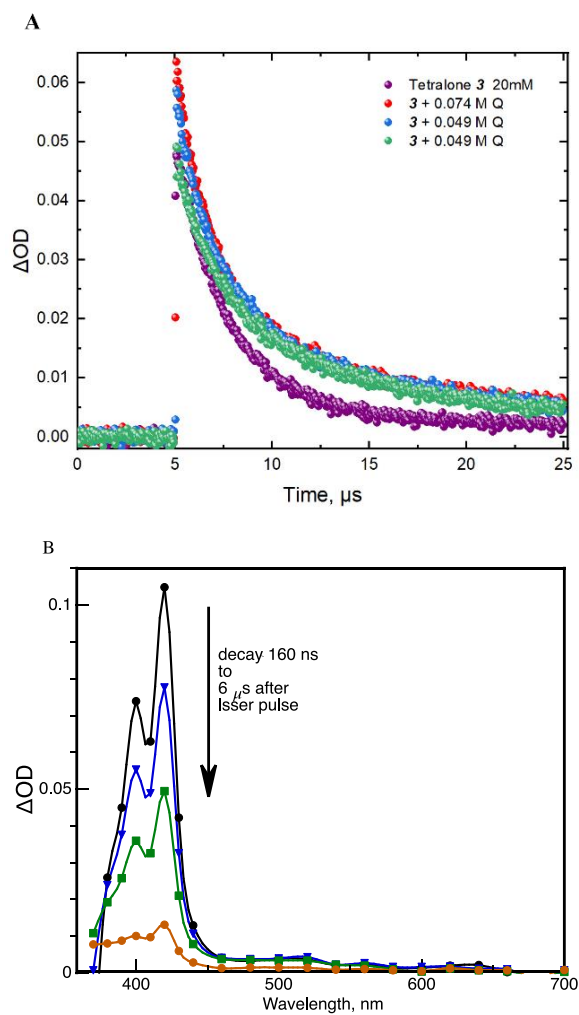 A
0.06
0.05
0.04
0.03
0.02
0.01
0.00
ΔOD
Tetralone 3 20mM
3 + 0.074 M Q
3 + 0.049 M Q
3 + 0.049 M Q
0 5 10 15 20 25
Time, µs
B
0.1
0.05
0
ΔOD
decay 160 ns
to
6 µs after
lsser pulse
400 500 600 700
Wavelength, nm